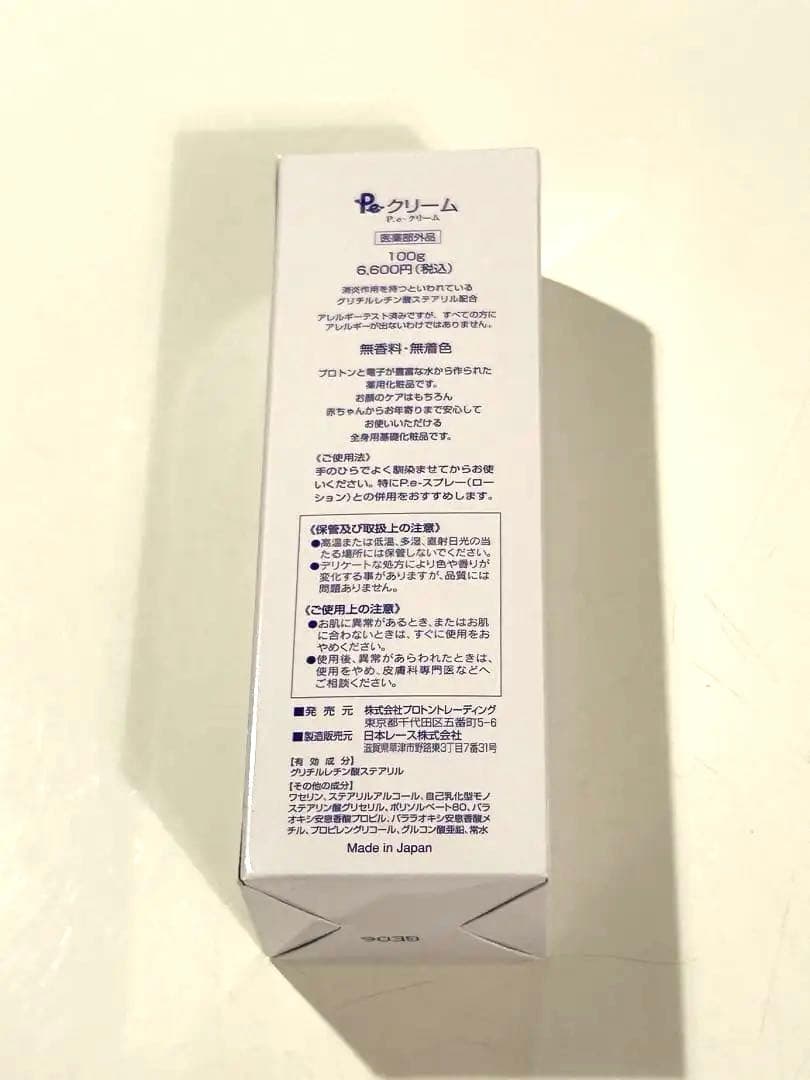 Pe-クリーム
P.e-クリーム
医薬部外品
100g
6,600円(税込)
消炎作用を持つといわれている
グリチルレチン酸ステアリル配合
アレルギーテスト済みですが、すべての方に
アレルギーが出ないわけではありません。
無香料・無着色
プロトンと電子が豊富な水から作られた
薬用化粧品です。
お顔のケアはもちろん
赤ちゃんからお年寄りまで安心して
お使いいただける
全身用基礎化粧品です。
《ご使用法》
手のひらでよく馴染ませてからお使
いください。特にP.e-スプレー(ロー
ション)との併用をおすすめします。
《保管及び取扱上の注意》
●高温または低温、多湿、直射日光の当
たる場所には保管しないでください。
●デリケートな処方により色や香りが
変化する事がありますが、品質には
問題ありません。
《ご使用上の注意》
●お肌に異常があるとき、またはお肌
に合わないときは、すぐに使用をお
やめください。
●使用後、異常があらわれたときは、
使用をやめ、皮膚科専門医などへ
ご相談ください。
■発売元 株式会社プロトントレーディング
東京都千代田区五番町5-6
■製造販売元 日本レース株式会社
滋賀県草津市野路東3丁目7番31号
【有効成分】
グリチルレチン酸ステアリル
【その他の成分】
ワセリン、ステアリルアルコール、自己乳化型モノ
ステアリン酸グリセリル、ポリソルベート80、パラ
オキシ安息香酸プロピル、パラオキシ安息香酸メ
チル、プロピレングリコール、グルコン酸亜鉛、常水
Made in Japan